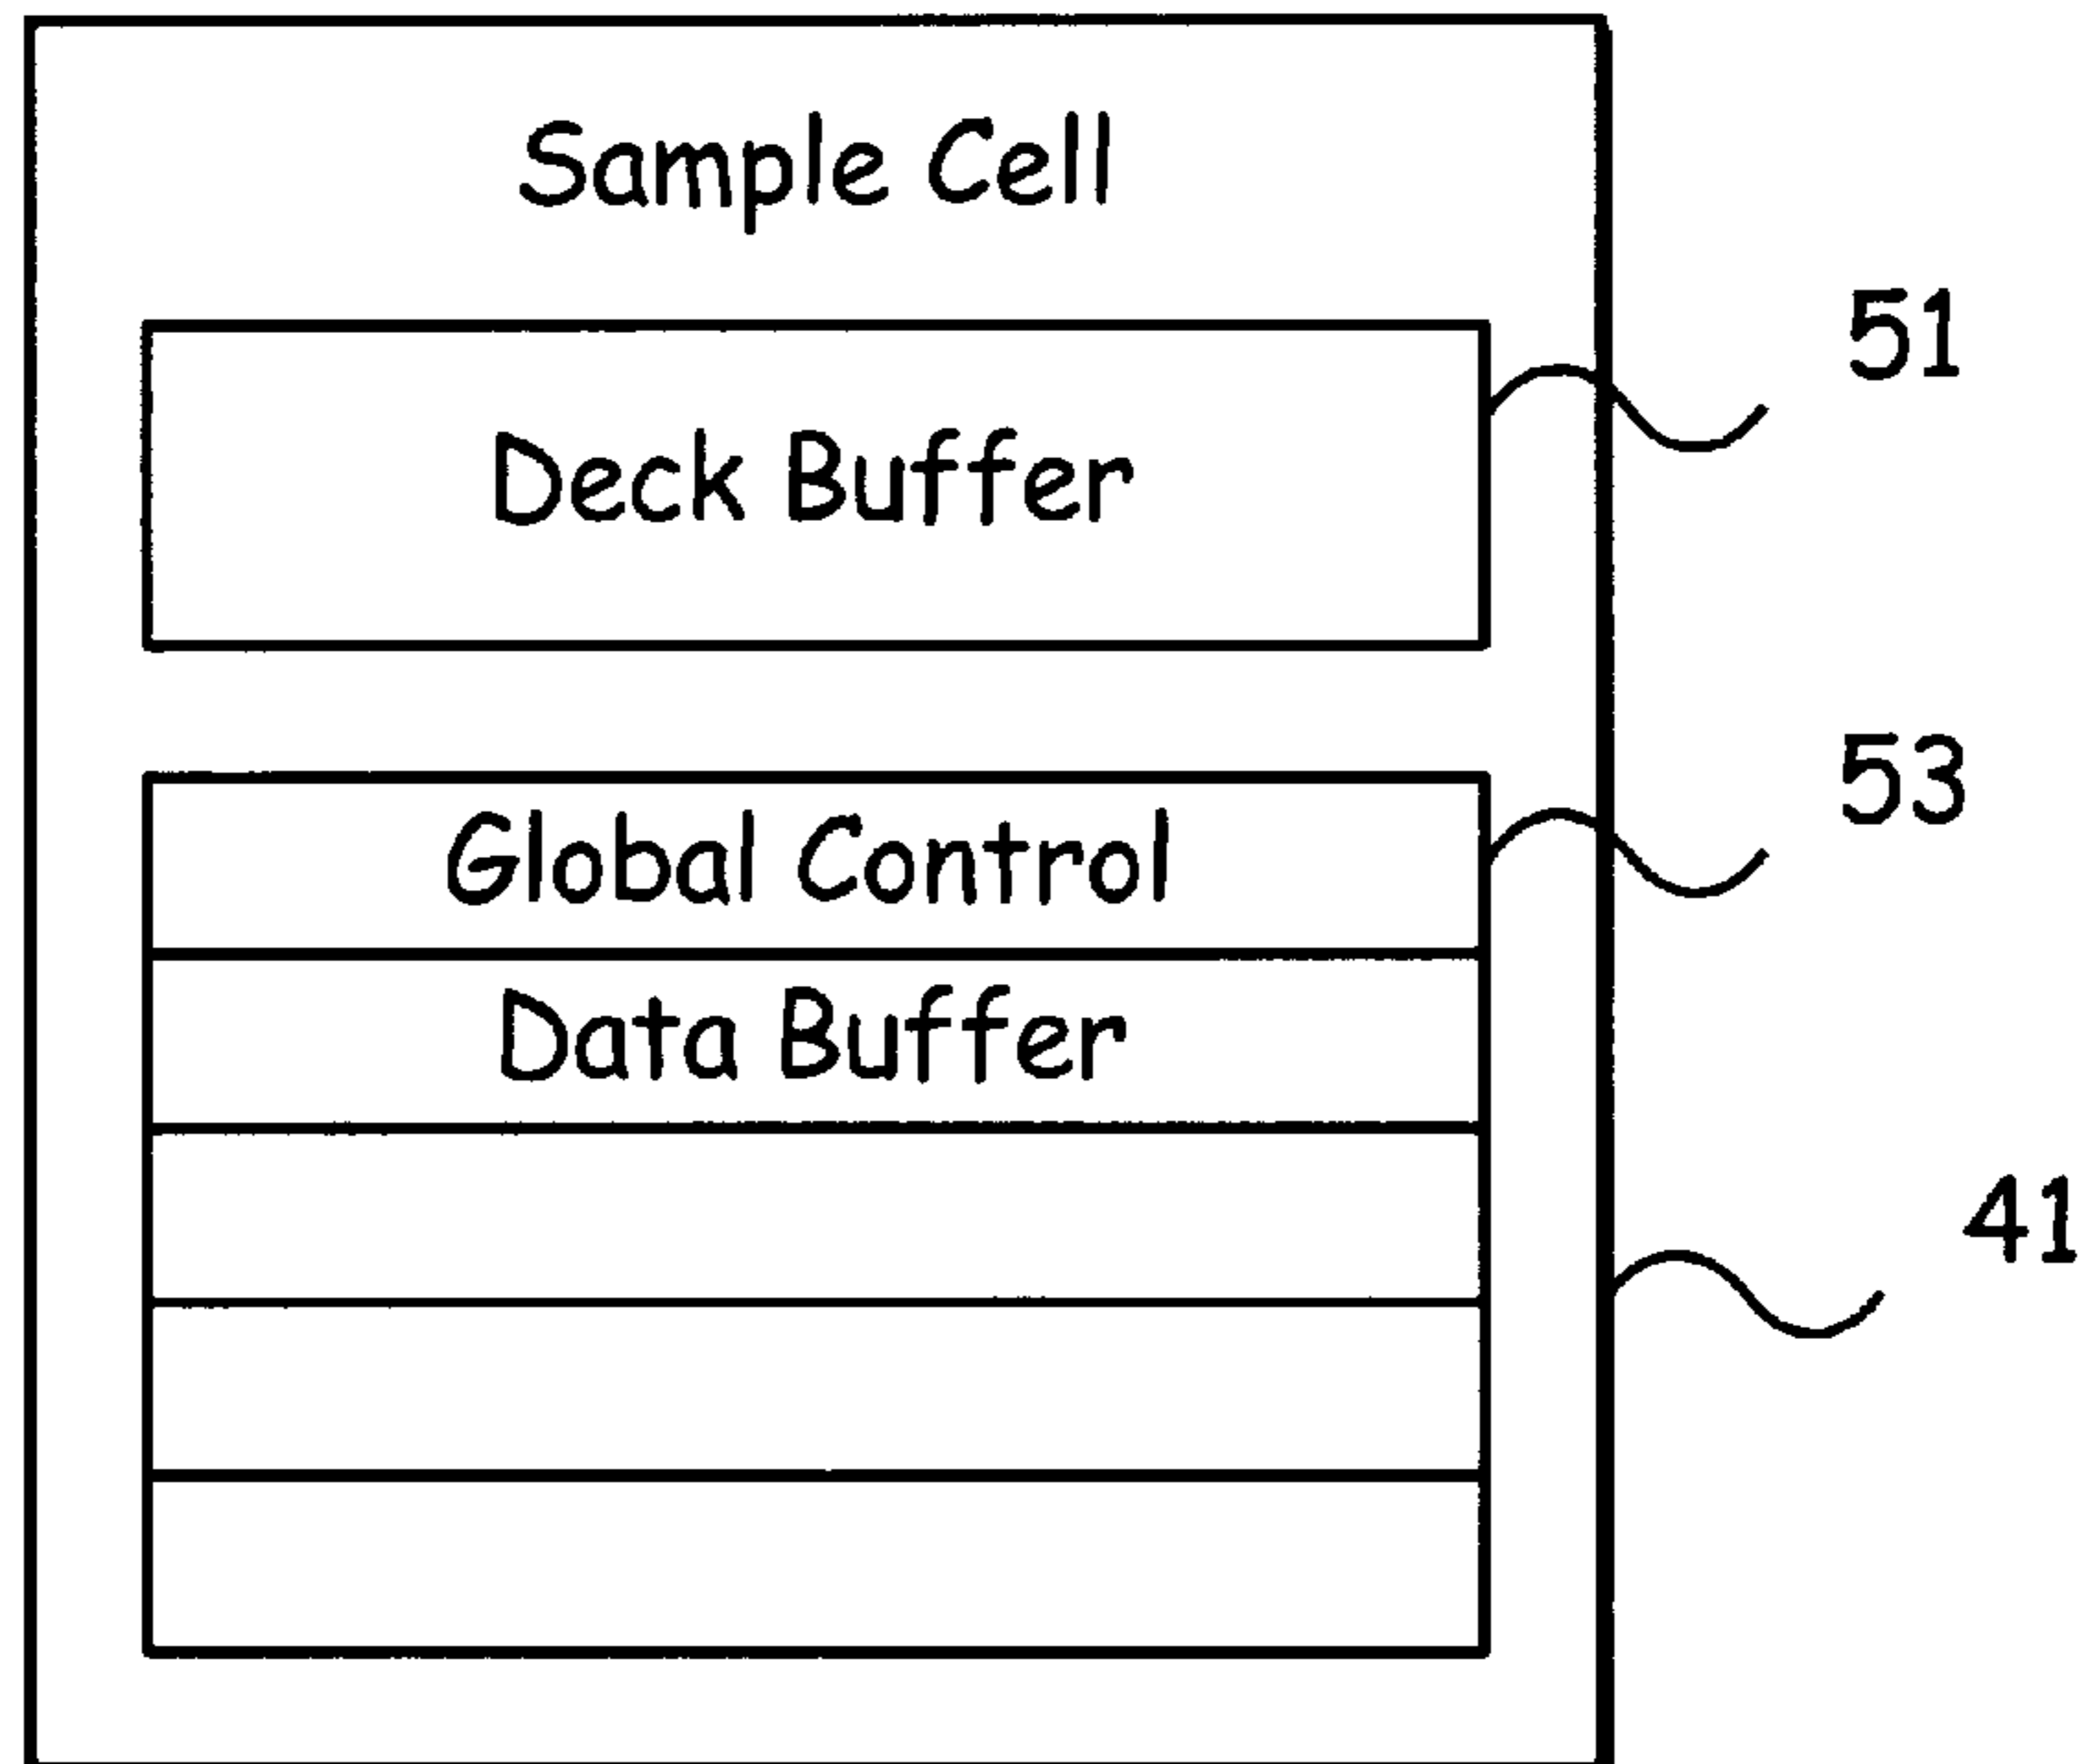 Sample Cell
51
Deck Buffer
53
Global Control
Data Buffer
41